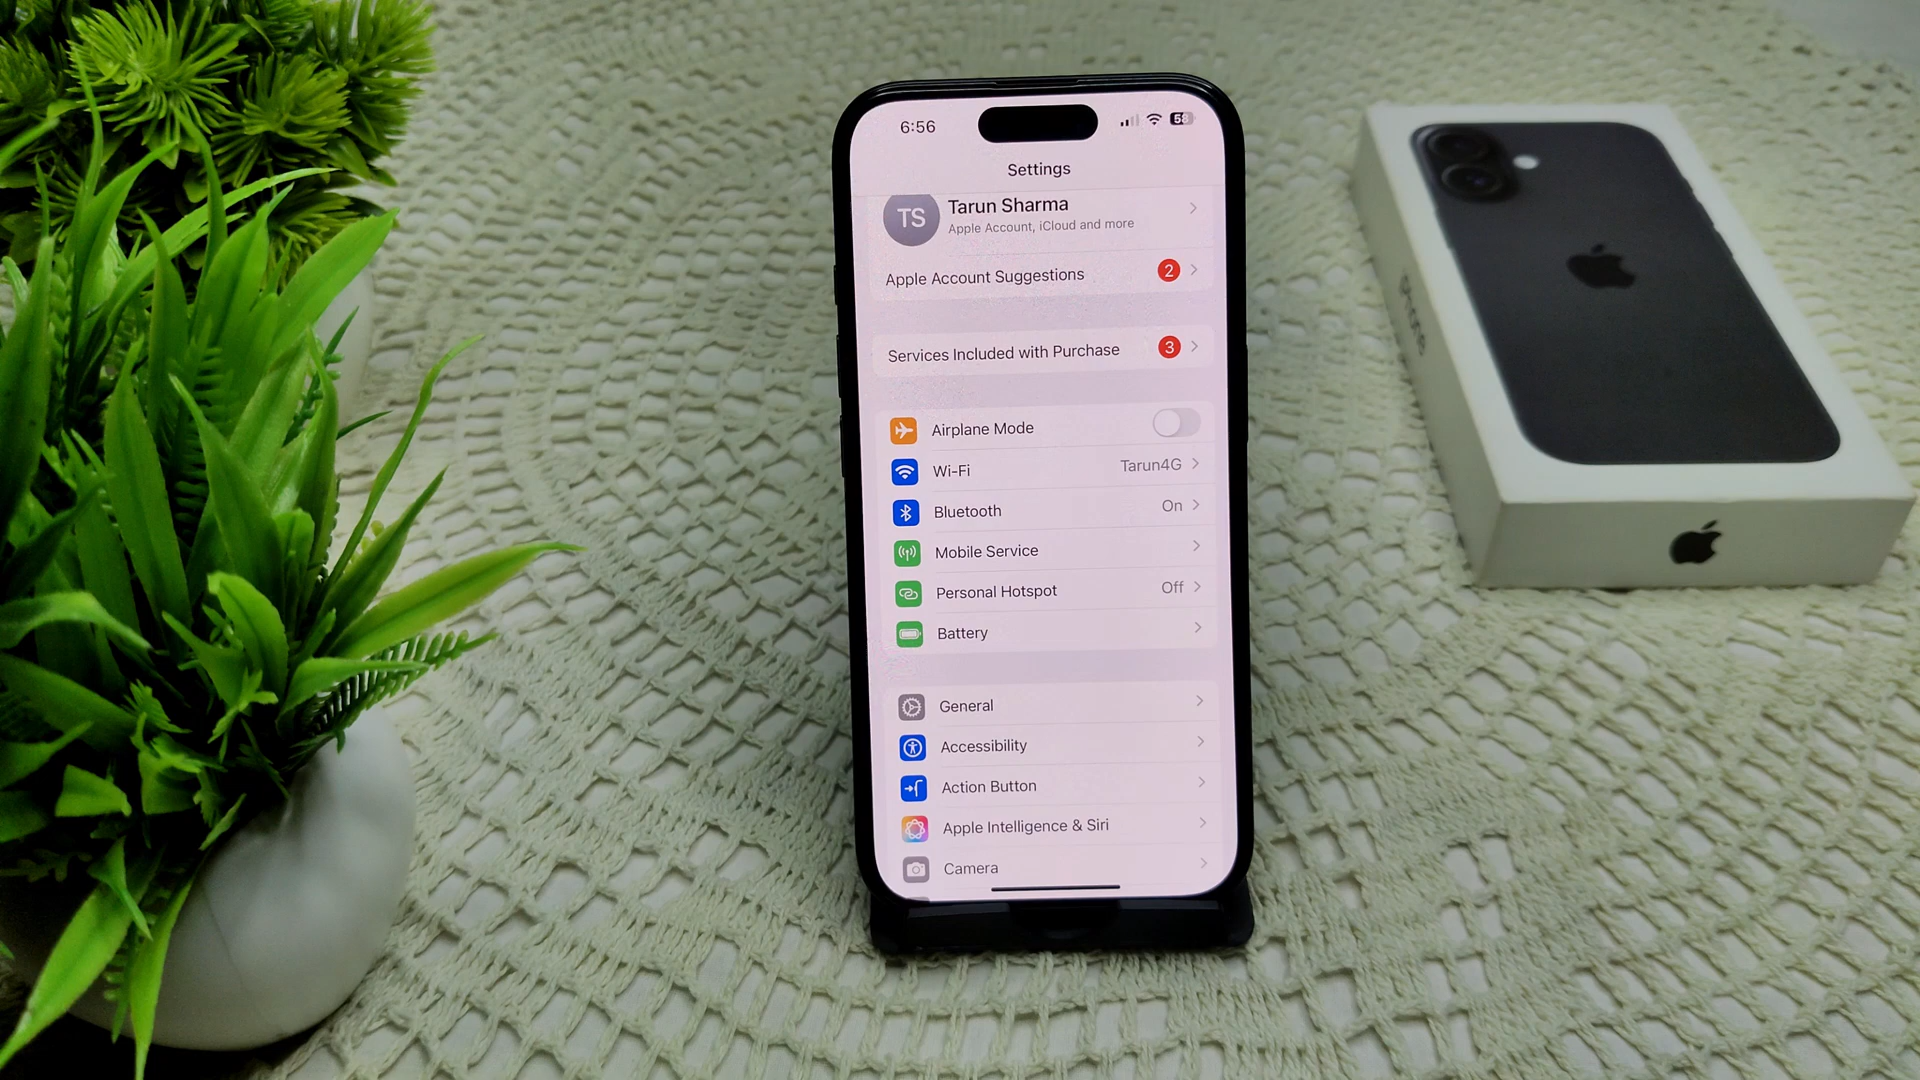 6:56
Settings
TS
Tarun Sharma
Apple Account, iCloud and more
Apple Account Suggestions 2
Services Included with Purchase 3
Airplane Mode
Wi-Fi Tarun4G
Bluetooth On
Mobile Service
Personal Hotspot Off
Battery
General
Accessibility
Action Button
Apple Intelligence & Siri
Camera
iPhone